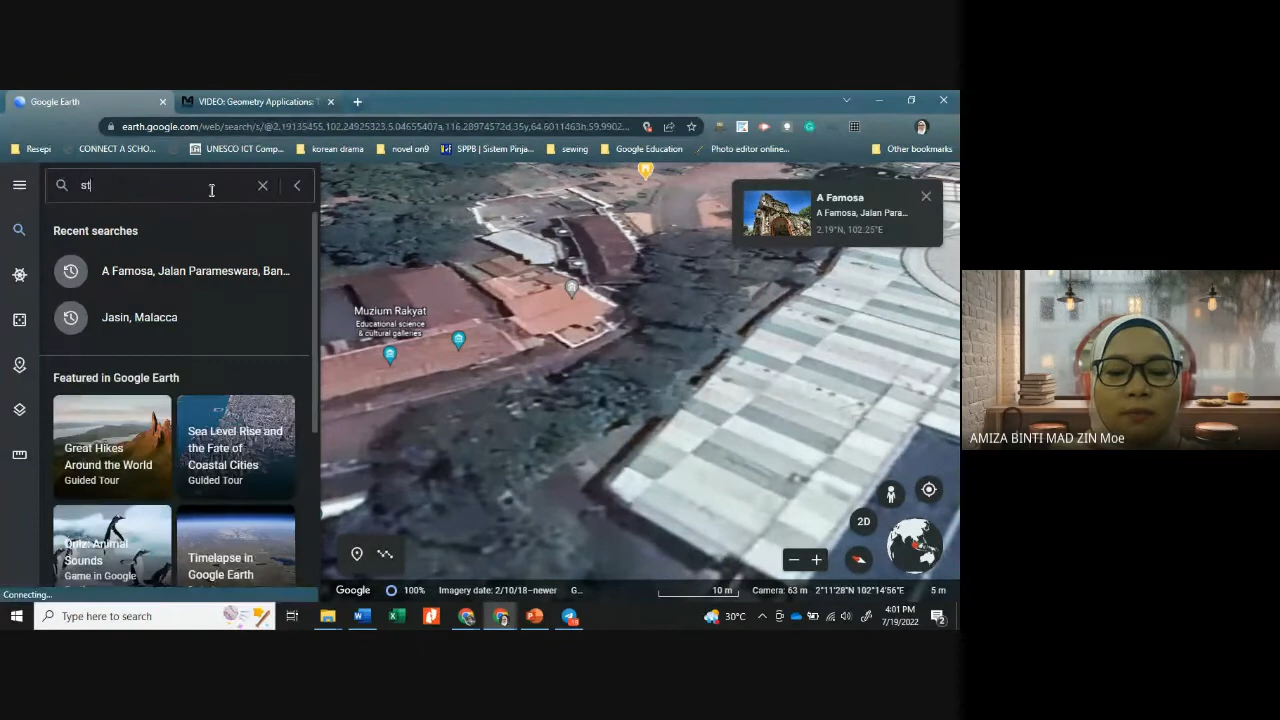 Google Earth
VIDEO: Geometry Applications: T
earth.google.com/web/search/s/@2.19135455,102.24925323,5.04655407a,116.28974572d,35y,64.6011463h,59.9902...
Resepi
CONNECT A SCHO...
UNESCO ICT Comp...
korean drama
novel on9
SPPB | Sistem Pinja...
sewing
Google Education
Photo editor online...
Other bookmarks
st
Recent searches
A Famosa, Jalan Parameswara, Ban...
Jasin, Malacca
Featured in Google Earth
Great Hikes
Around the World
Guided Tour
Sea Level Rise and
the Fate of
Coastal Cities
Guided Tour
Quiz: Animal
Sounds
Game in Google
Timelapse in
Google Earth
Connecting...
A Famosa
A Famosa, Jalan Para...
2.19°N, 102.25°E
Muzium Rakyat
Educational science
& cultural galleries
2D
Google
100%
Imagery date: 2/10/18-newer
G...
10 m
Camera: 63 m
2°11'28"N 102°14'56"E
5 m
Type here to search
30°C
4:01 PM
7/19/2022
2
AMIZA BINTI MAD ZIN Moe